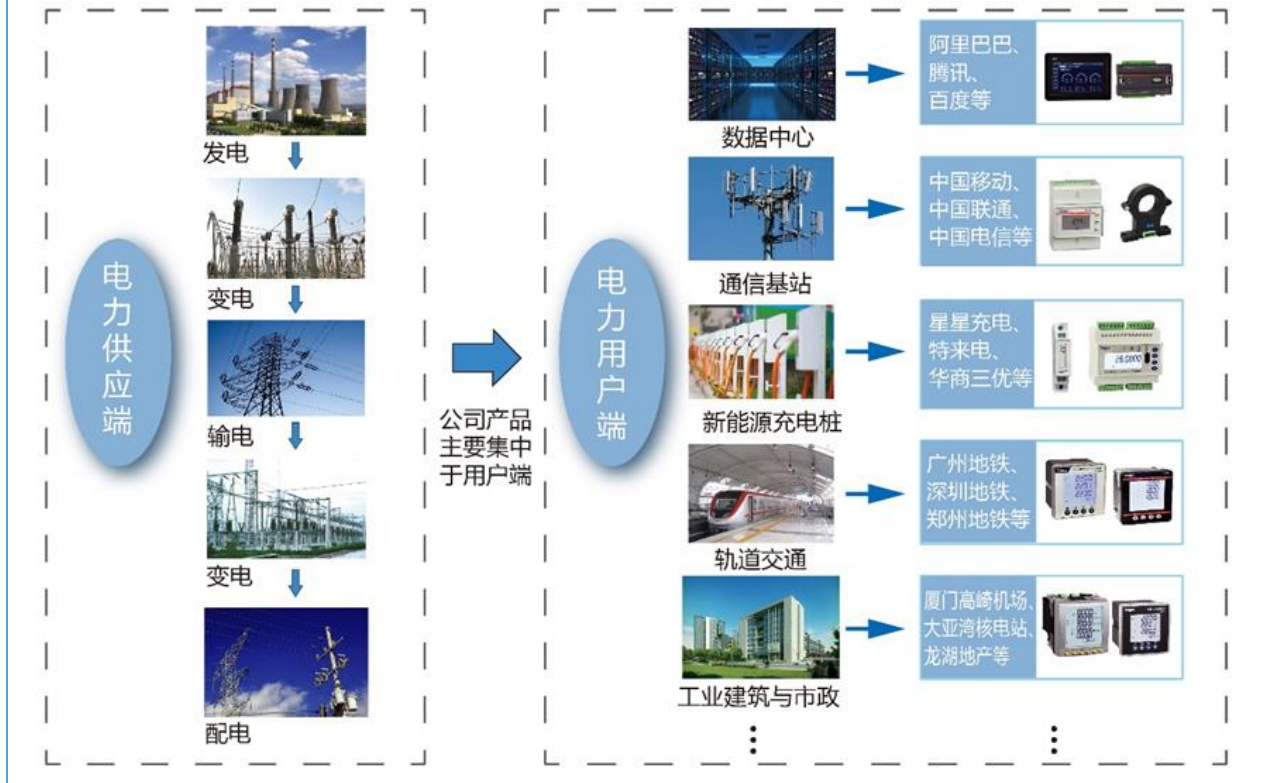 电力供应端
发电
变电
输电
变电
配电
公司产品
主要集中
于用户端
电力用户端
数据中心
阿里巴巴、
腾讯、
百度等
通信基站
中国移动、
中国联通、
中国电信等
新能源充电桩
星星充电、
特来电、
华商三优等
轨道交通
广州地铁、
深圳地铁、
郑州地铁等
工业建筑与市政
厦门高崎机场、
大亚湾核电站、
龙湖地产等